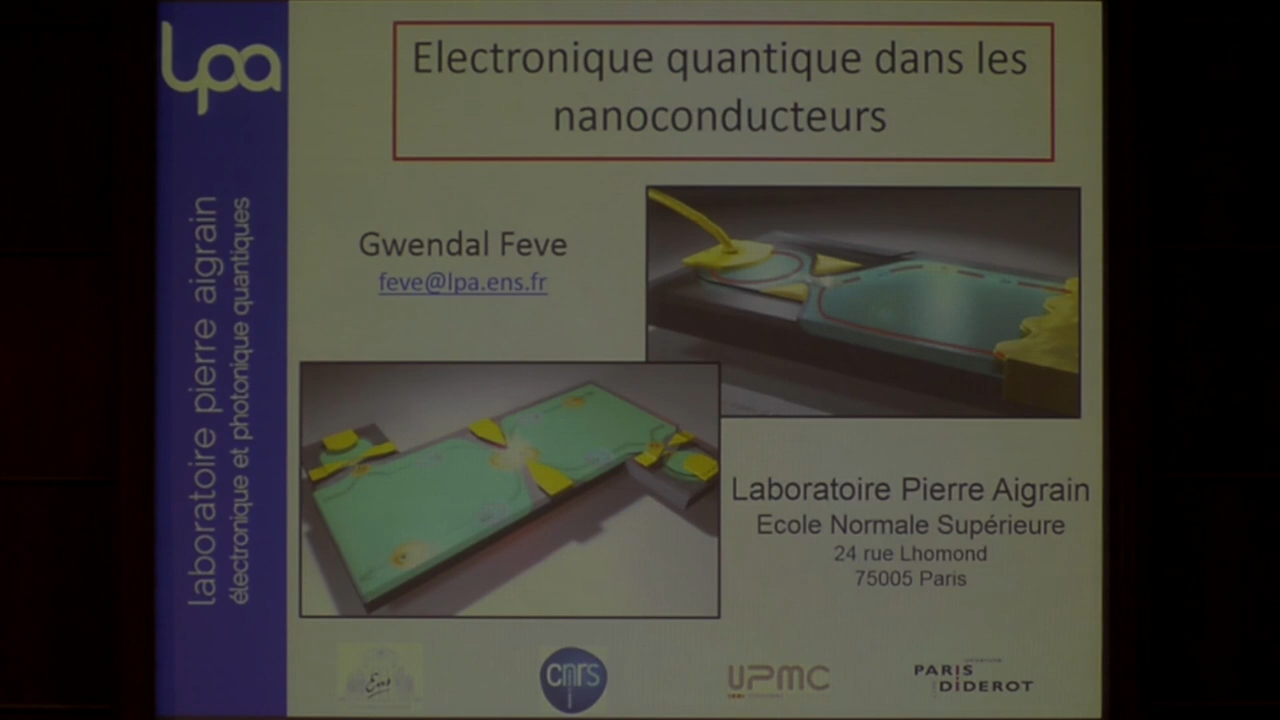 lpa
laboratoire pierre aigrain
électronique et photonique quantiques
Electronique quantique dans les
nanoconducteurs
Gwendal Feve
feve@lpa.ens.fr
Laboratoire Pierre Aigrain
Ecole Normale Supérieure
24 rue Lhomond
75005 Paris
Ens
cnrs
UPMC
PARIS
DIDEROT